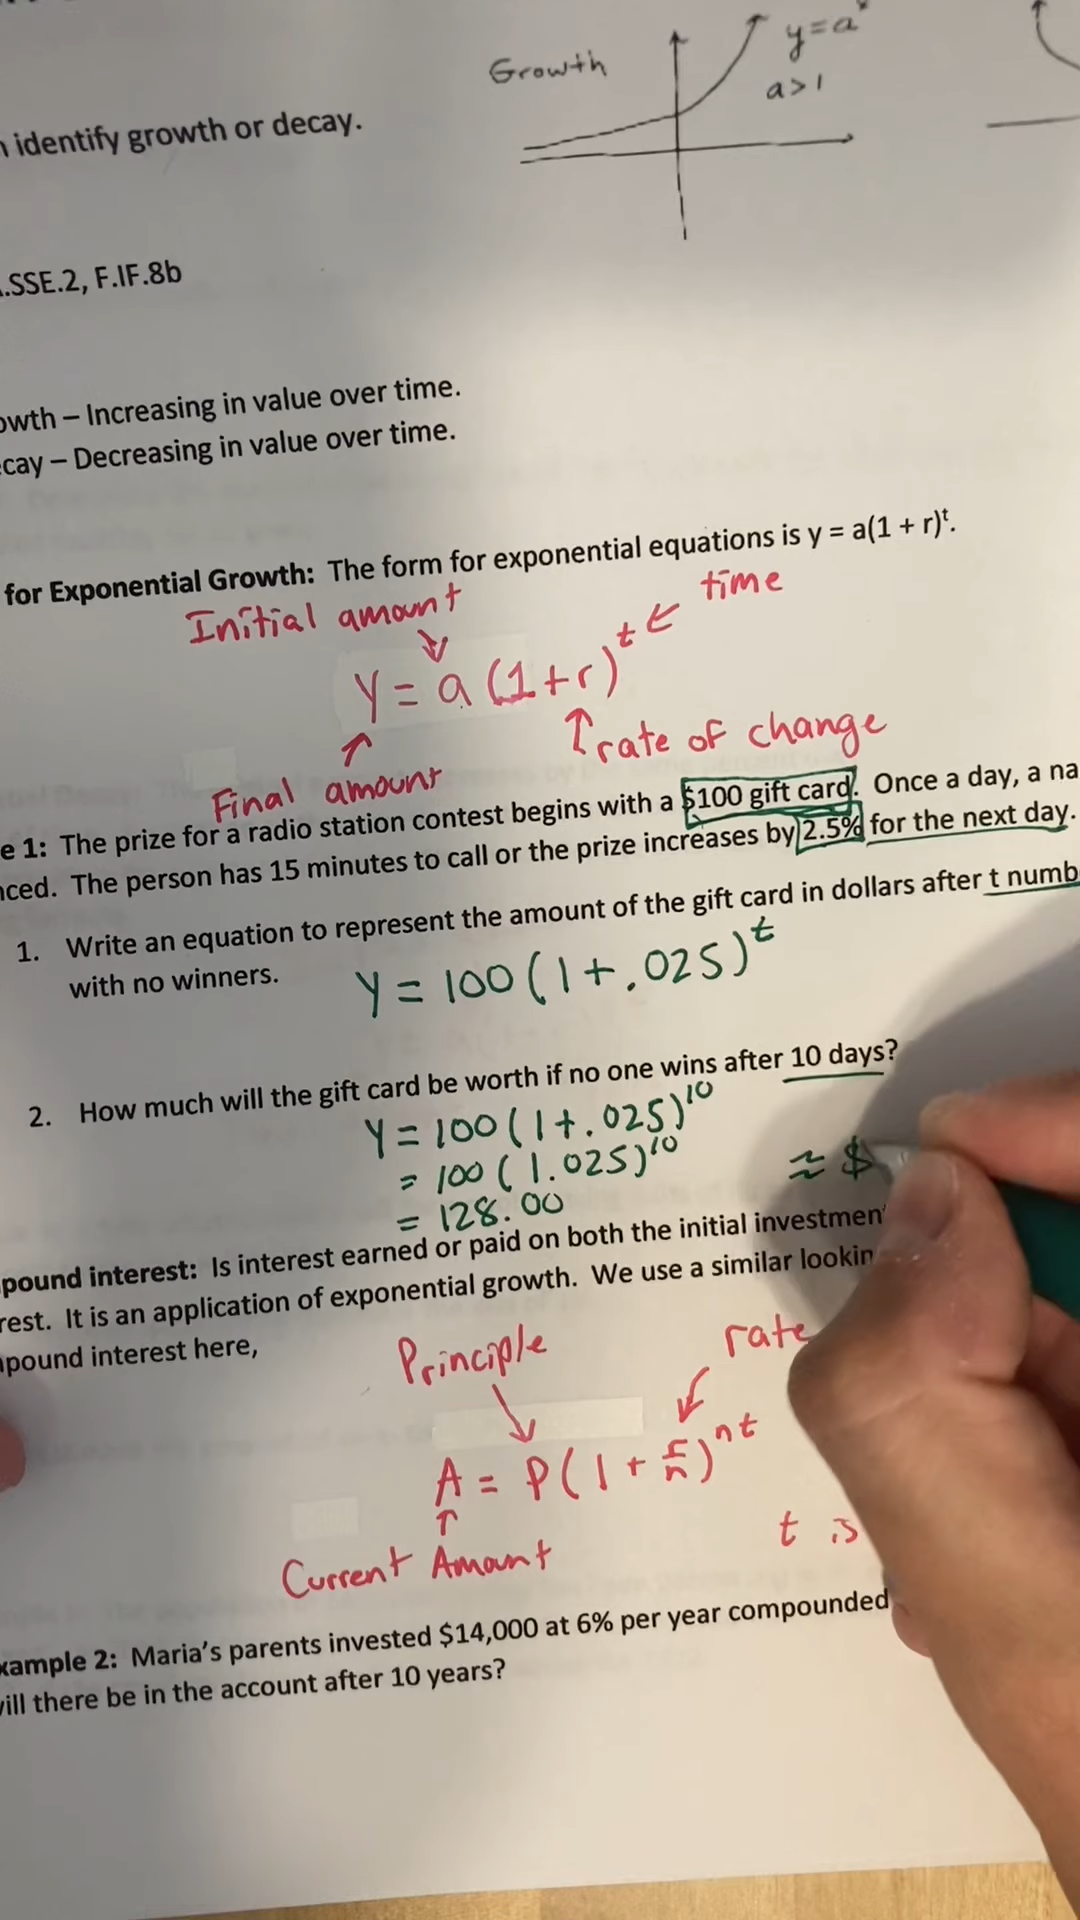 Growth
y=aˣ
a>1
identify growth or decay.
.SSE.2, F.IF.8b
owth – Increasing in value over time.
cay – Decreasing in value over time.
for Exponential Growth: The form for exponential equations is y = a(1 + r)ᵗ.
Initial amount
time
Y = a (1+r)ᵗ
rate of change
Final amount
e 1: The prize for a radio station contest begins with a $100 gift card. Once a day, a na
nced. The person has 15 minutes to call or the prize increases by 2.5% for the next day.
1. Write an equation to represent the amount of the gift card in dollars after t numb
with no winners.
Y = 100 (1+.025)ᵗ
2. How much will the gift card be worth if no one wins after 10 days?
Y = 100 (1+.025)¹⁰
= 100 (1.025)¹⁰
≈ $
= 128.00
pound interest: Is interest earned or paid on both the initial investmen
rest. It is an application of exponential growth. We use a similar lookin
pound interest here,
Principle
rate
A = P(1 + r/n)ⁿᵗ
Current Amount
t is
xample 2: Maria's parents invested $14,000 at 6% per year compounded
will there be in the account after 10 years?